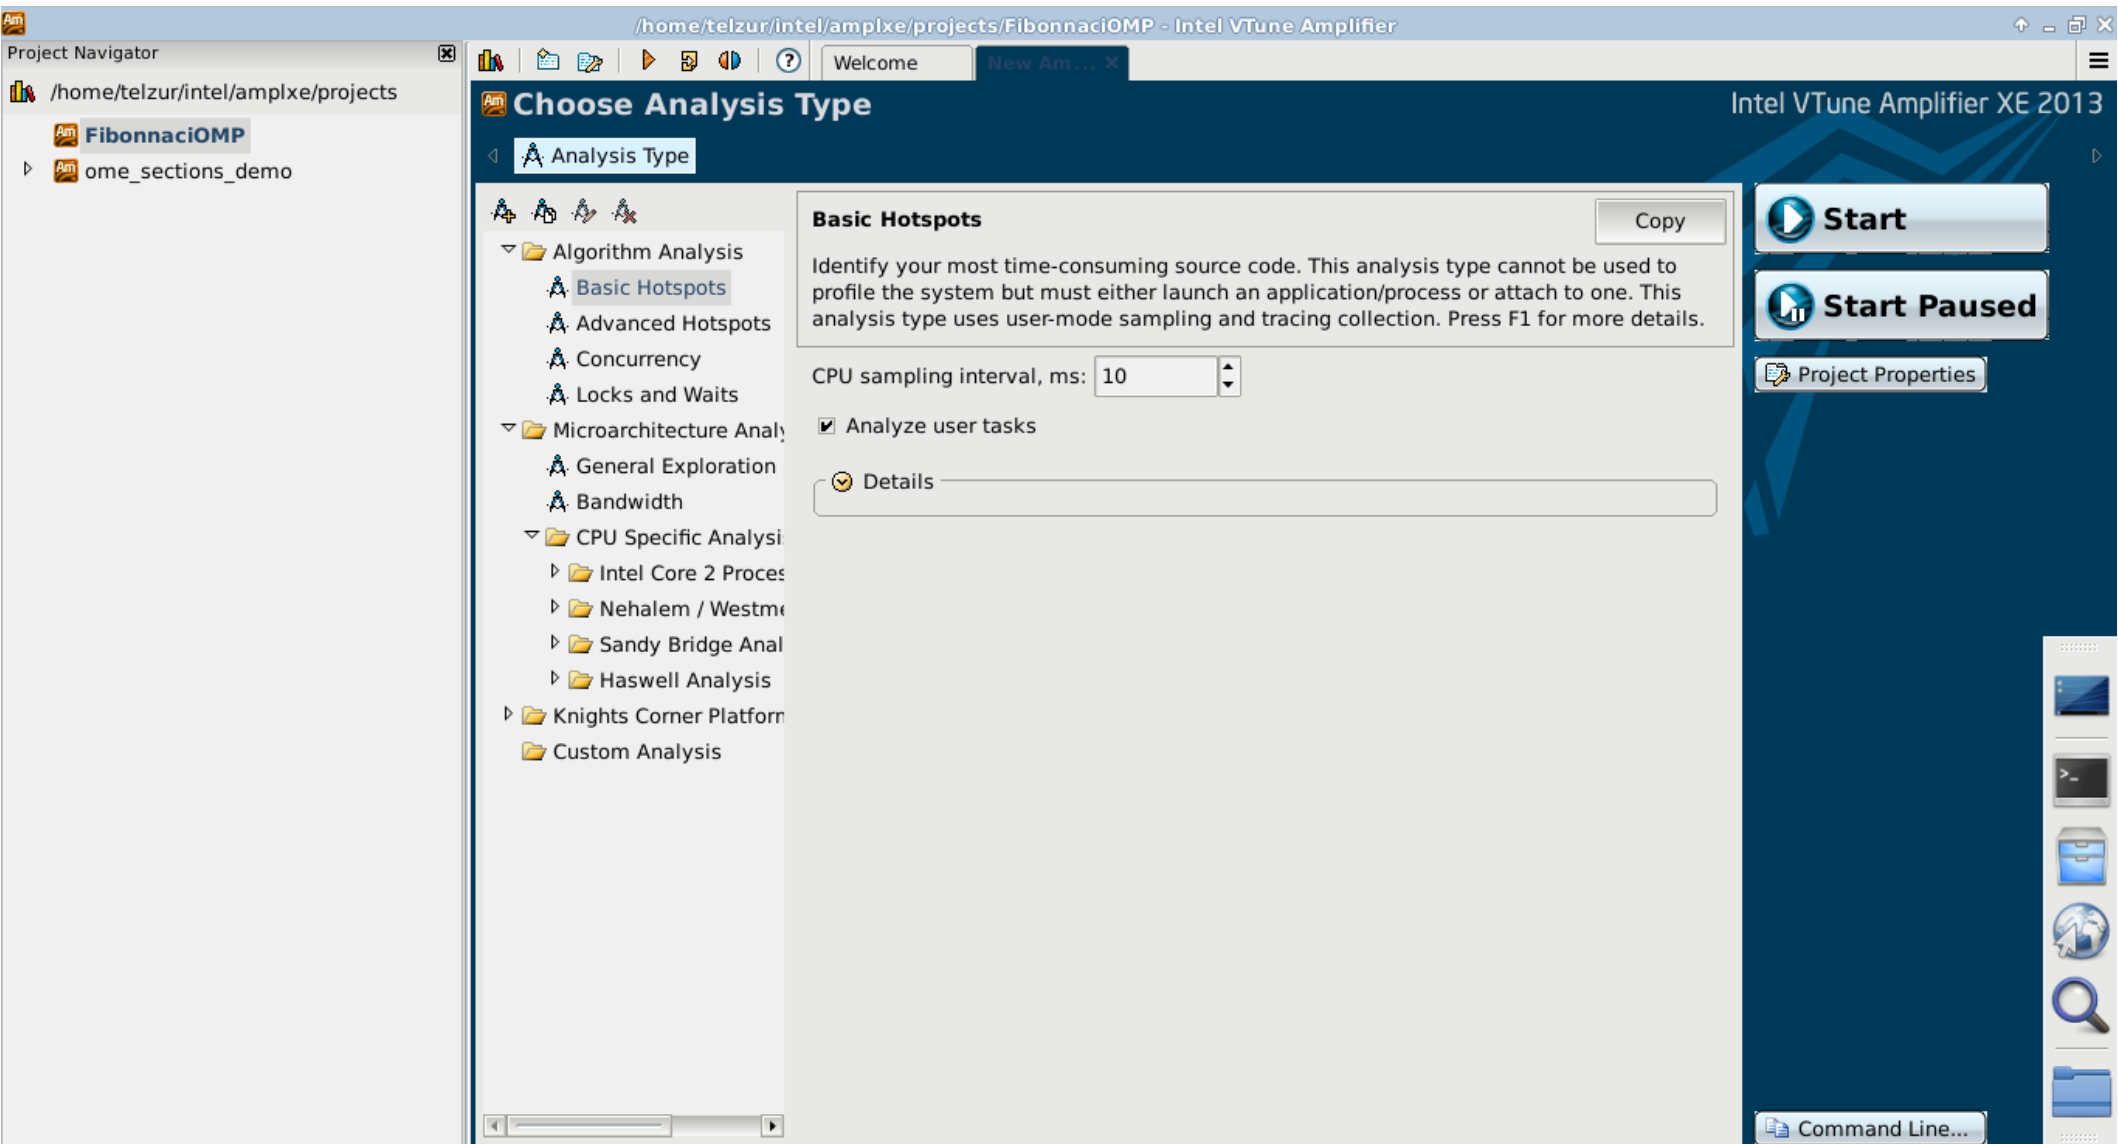 /home/telzur/intel/amplxe/projects/FibonnaciOMP - Intel VTune Amplifier
Project Navigator
/home/telzur/intel/amplxe/projects
FibonnaciOMP
ome_sections_demo
Welcome
New Am...
Choose Analysis Type
Intel VTune Amplifier XE 2013
Analysis Type
Algorithm Analysis
Basic Hotspots
Advanced Hotspots
Concurrency
Locks and Waits
Microarchitecture Analy
General Exploration
Bandwidth
CPU Specific Analysi
Intel Core 2 Proces
Nehalem / Westme
Sandy Bridge Anal
Haswell Analysis
Knights Corner Platforn
Custom Analysis
Basic Hotspots
Copy
Identify your most time-consuming source code. This analysis type cannot be used to
profile the system but must either launch an application/process or attach to one. This
analysis type uses user-mode sampling and tracing collection. Press F1 for more details.
CPU sampling interval, ms: 10
Analyze user tasks
Details
Start
Start Paused
Project Properties
Command Line...